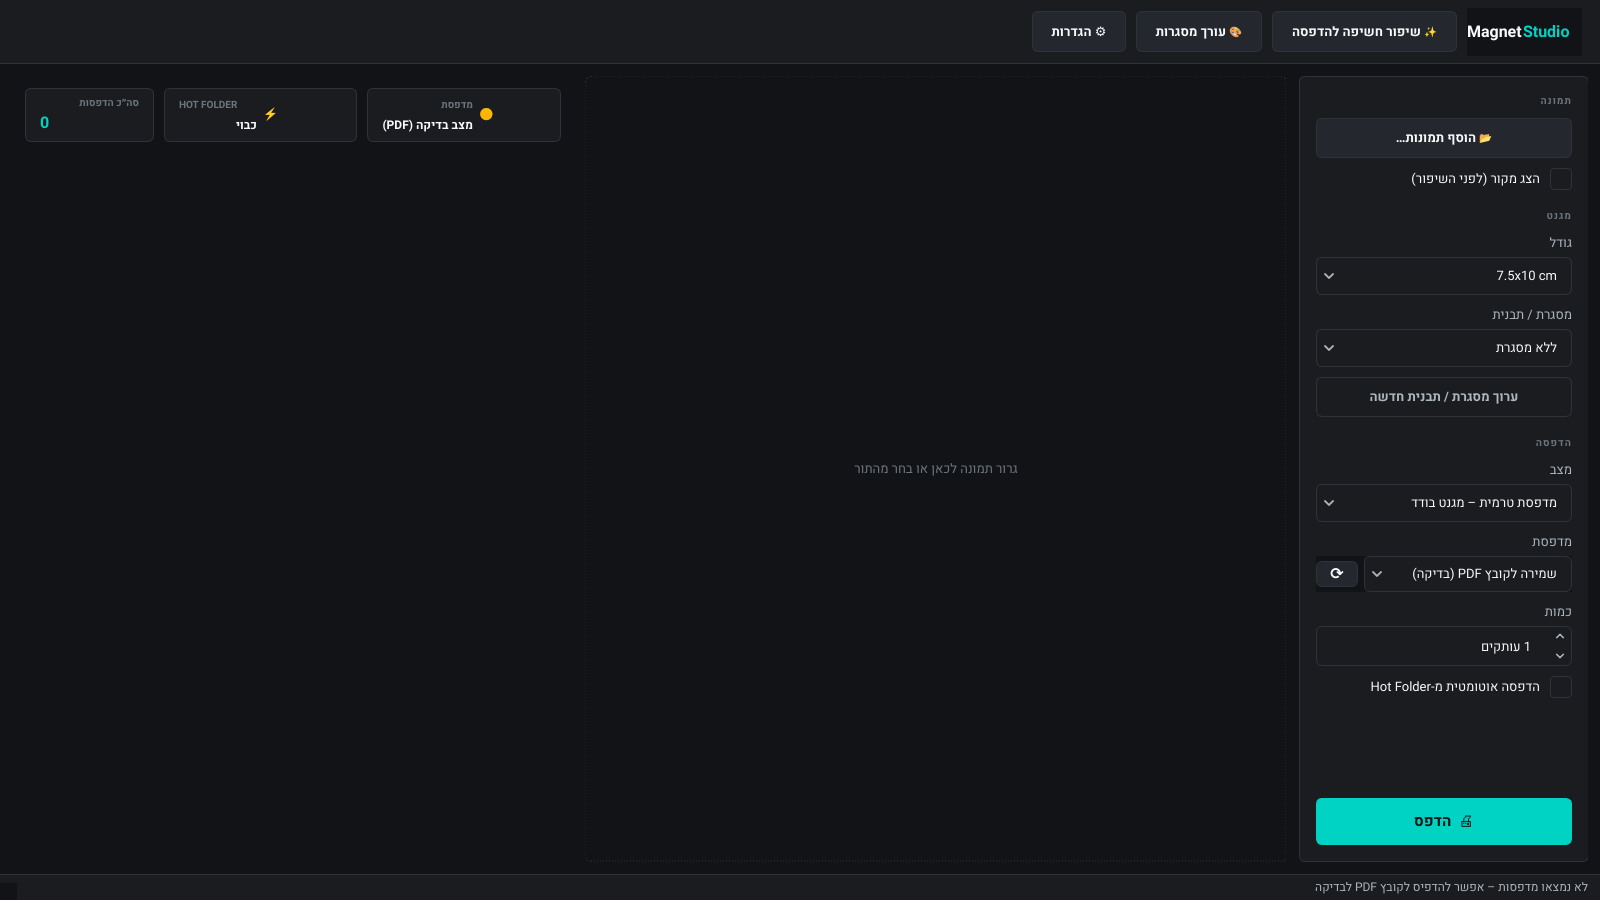 MagnetStudio
✨ שיפור חשיפה להדפסה
🎨 עורך מסגרות
⚙ הגדרות
תמונה
📂 הוסף תמונות...
הצג מקור (לפני השיפור)
מגנט
גודל
7.5x10 cm
מסגרת / תבנית
ללא מסגרת
ערוך מסגרת / תבנית חדשה
הדפסה
מצב
מדפסת טרמית – מגנט בודד
מדפסת
שמירה לקובץ PDF (בדיקה)
כמות
1 עותקים
הדפסה אוטומטית מ-Hot Folder
🖨 הדפס
גרור תמונה לכאן או בחר מהתור
מדפסת
מצב בדיקה (PDF)
HOT FOLDER
⚡ כבוי
סה"כ הדפסות
0
לא נמצאו מדפסות – אפשר להדפיס לקובץ PDF לבדיקה